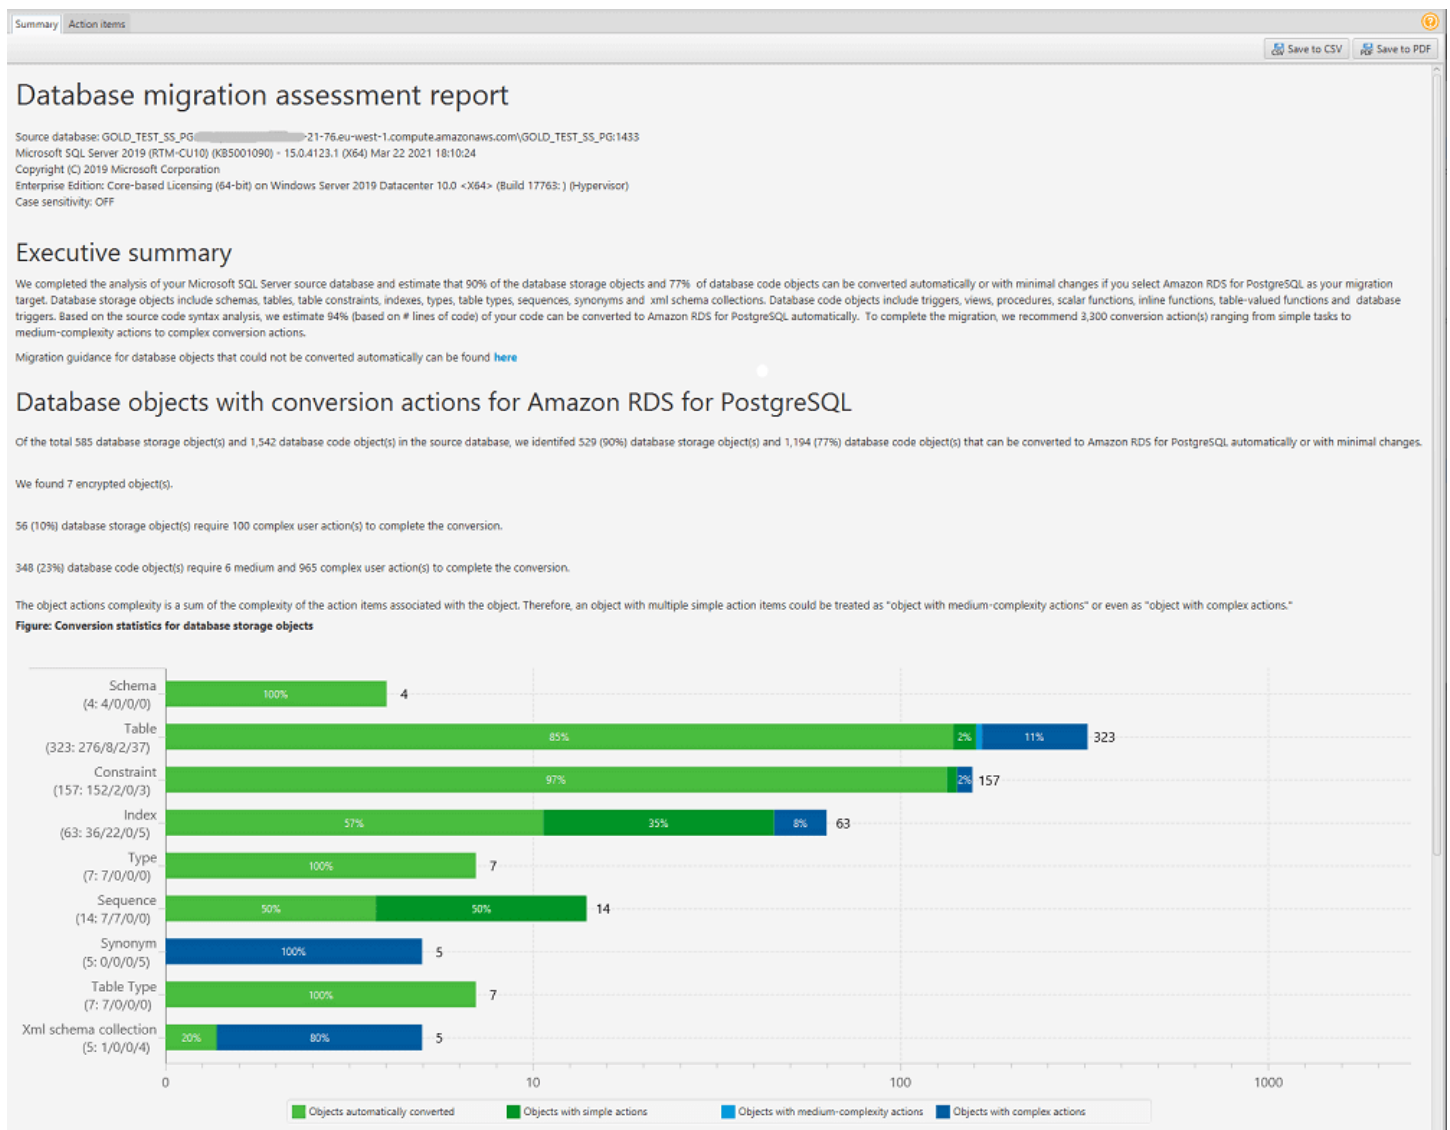 Summary Action items
Save to CSV Save to PDF
Database migration assessment report
Source database: GOLD_TEST_SS_PG -21-76.eu-west-1.compute.amazonaws.com\GOLD_TEST_SS_PG:1433
Microsoft SQL Server 2019 (RTM-CU10) (KB5001090) - 15.0.4123.1 (X64) Mar 22 2021 18:10:24
Copyright (C) 2019 Microsoft Corporation
Enterprise Edition: Core-based Licensing (64-bit) on Windows Server 2019 Datacenter 10.0 <X64> (Build 17763: ) (Hypervisor)
Case sensitivity: OFF
Executive summary
We completed the analysis of your Microsoft SQL Server source database and estimate that 90% of the database storage objects and 77% of database code objects can be converted automatically or with minimal changes if you select Amazon RDS for PostgreSQL as your migration
target. Database storage objects include schemas, tables, table constraints, indexes, types, table types, sequences, synonyms and xml schema collections. Database code objects include triggers, views, procedures, scalar functions, inline functions, table-valued functions and database
triggers. Based on the source code syntax analysis, we estimate 94% (based on # lines of code) of your code can be converted to Amazon RDS for PostgreSQL automatically. To complete the migration, we recommend 3,300 conversion action(s) ranging from simple tasks to
medium-complexity actions to complex conversion actions.
Migration guidance for database objects that could not be converted automatically can be found here
Database objects with conversion actions for Amazon RDS for PostgreSQL
Of the total 585 database storage object(s) and 1,542 database code object(s) in the source database, we identifed 529 (90%) database storage object(s) and 1,194 (77%) database code object(s) that can be converted to Amazon RDS for PostgreSQL automatically or with minimal changes.
We found 7 encrypted object(s).
56 (10%) database storage object(s) require 100 complex user action(s) to complete the conversion.
348 (23%) database code object(s) require 6 medium and 965 complex user action(s) to complete the conversion.
The object actions complexity is a sum of the complexity of the action items associated with the object. Therefore, an object with multiple simple action items could be treated as "object with medium-complexity actions" or even as "object with complex actions."
Figure: Conversion statistics for database storage objects
Schema
(4: 4/0/0/0)
100% 4
Table
(323: 276/8/2/37)
85% 2% 11% 323
Constraint
(157: 152/2/0/3)
97% 2% 157
Index
(63: 36/22/0/5)
57% 35% 8% 63
Type
(7: 7/0/0/0)
100% 7
Sequence
(14: 7/7/0/0)
50% 50% 14
Synonym
(5: 0/0/0/5)
100% 5
Table Type
(7: 7/0/0/0)
100% 7
Xml schema collection
(5: 1/0/0/4)
20% 80% 5
0 10 100 1000
Objects automatically converted Objects with simple actions Objects with medium-complexity actions Objects with complex actions